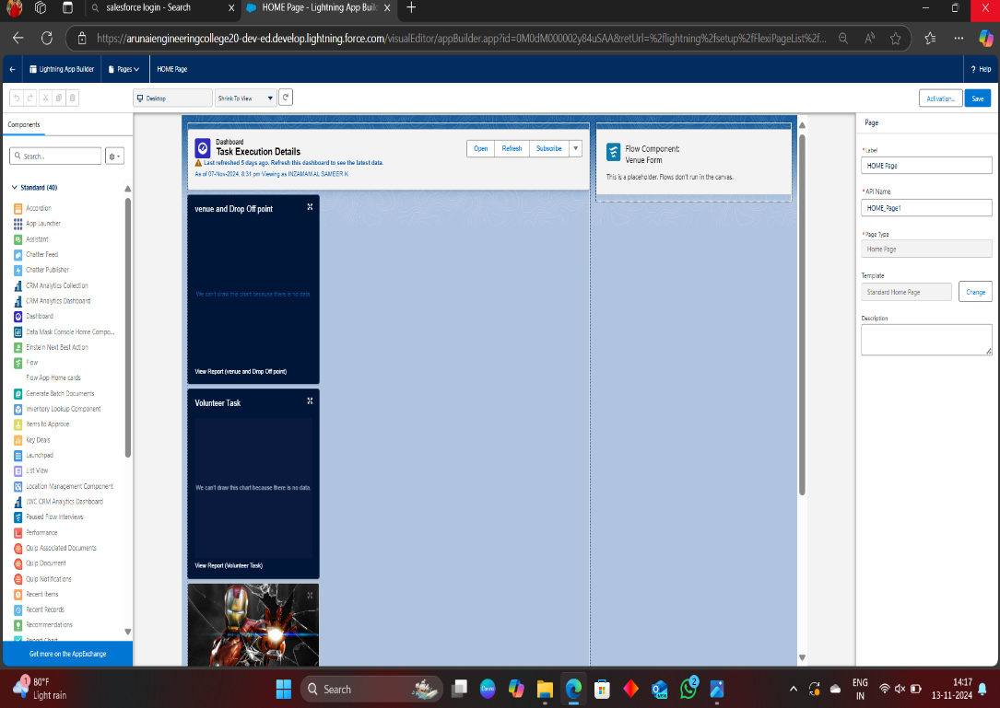 salesforce login - Search
HOME Page - Lightning App Buil
https://arunaiengineeringcollege20-dev-ed.develop.lightning.force.com/visualEditor/appBuilder.app?id=0M0dM000002y84uSAA&retUrl=%2flightning%2fsetup%2fFlexiPageList%2f...
Lightning App Builder
Pages
HOME Page
? Help
Desktop
Shrink To View
Activation...
Save
Components
Search...
Standard (40)
Accordion
App Launcher
Assistant
Chatter Feed
Chatter Publisher
CRM Analytics Collection
CRM Analytics Dashboard
Dashboard
Data Mask Console Home Compo...
Einstein Next Best Action
Flow
Flow App Home cards
Generate Batch Documents
Inventory Lookup Component
Items to Approve
Key Deals
Launchpad
List View
Location Management Component
LWC CRM Analytics Dashboard
Paused Flow Interviews
Performance
Quip Associated Documents
Quip Document
Quip Notifications
Recent Items
Recent Records
Recommendations
Report Chart
Get more on the AppExchange
Dashboard
Task Execution Details
Last refreshed 5 days ago. Refresh this dashboard to see the latest data.
As of 07-Nov-2024, 8:31 pm·Viewing as INZAMAM AL SAMEER K
Open
Refresh
Subscribe
venue and Drop Off point
We can't draw this chart because there is no data.
View Report (venue and Drop Off point)
Volunteer Task
We can't draw this chart because there is no data.
View Report (Volunteer Task)
Flow Component:
Venue Form
This is a placeholder. Flows don't run in the canvas.
Page
*Label
HOME Page
*API Name
HOME_Page1
*Page Type
Home Page
Template
Standard Home Page
Change
Description
1
80°F
Light rain
Search
2
ENG
IN
14:17
13-11-2024